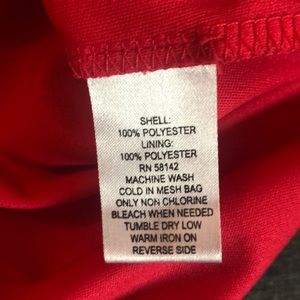 SHELL:
100% POLYESTER
LINING:
100% POLYESTER
RN 58142
MACHINE WASH
COLD IN MESH BAG
ONLY NON CHLORINE
BLEACH WHEN NEEDED
TUMBLE DRY LOW
WARM IRON ON
REVERSE SIDE